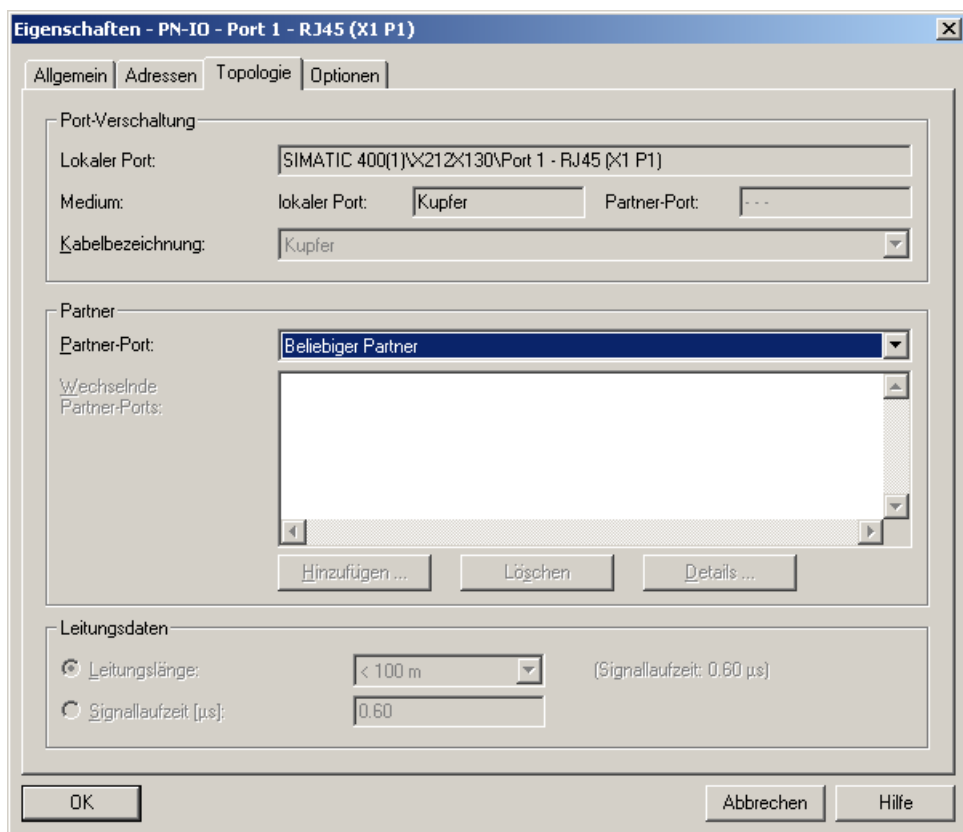 Eigenschaften - PN-IO - Port 1 - RJ45 (X1 P1)
Allgemein Adressen Topologie Optionen
Port-Verschaltung
Lokaler Port: SIMATIC 400(1)\X212X130\Port 1 - RJ45 (X1 P1)
Medium: lokaler Port: Kupfer Partner-Port: - - -
Kabelbezeichnung: Kupfer
Partner
Partner-Port: Beliebiger Partner
Wechselnde
Partner-Ports:
Hinzufügen ... Löschen Details ...
Leitungsdaten
Leitungslänge: < 100 m (Signallaufzeit: 0.60 µs)
Signallaufzeit [µs]: 0.60
OK Abbrechen Hilfe